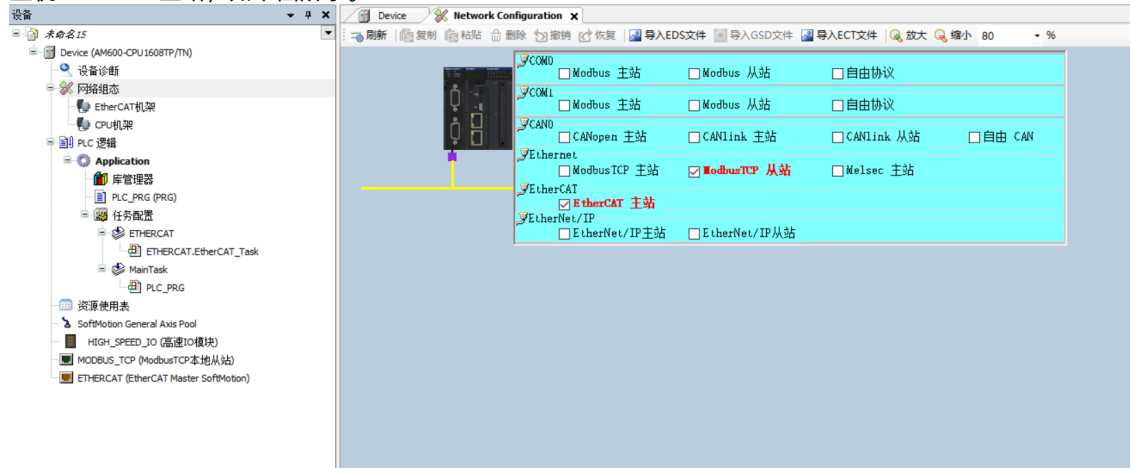 设备
未命名15
Device (AM600-CPU1608TP/TN)
设备诊断
网络组态
EtherCAT机架
CPU机架
PLC 逻辑
Application
库管理器
PLC_PRG (PRG)
任务配置
ETHERCAT
ETHERCAT.EtherCAT_Task
MainTask
PLC_PRG
资源使用表
SoftMotion General Axis Pool
HIGH_SPEED_IO (高速IO模块)
MODBUS_TCP (ModbusTCP本地从站)
ETHERCAT (EtherCAT Master SoftMotion)
Device Network Configuration
刷新 复制 粘贴 删除 撤销 恢复 导入EDS文件 导入GSD文件 导入ECT文件 放大 缩小 80 %
COM0
Modbus 主站 Modbus 从站 自由协议
COM1
Modbus 主站 Modbus 从站 自由协议
CAN0
CANopen 主站 CANlink 主站 CANlink 从站 自由 CAN
Ethernet
ModbusTCP 主站 ModbusTCP 从站 Melsec 主站
EtherCAT
EtherCAT 主站
EtherNet/IP
EtherNet/IP主站 EtherNet/IP从站